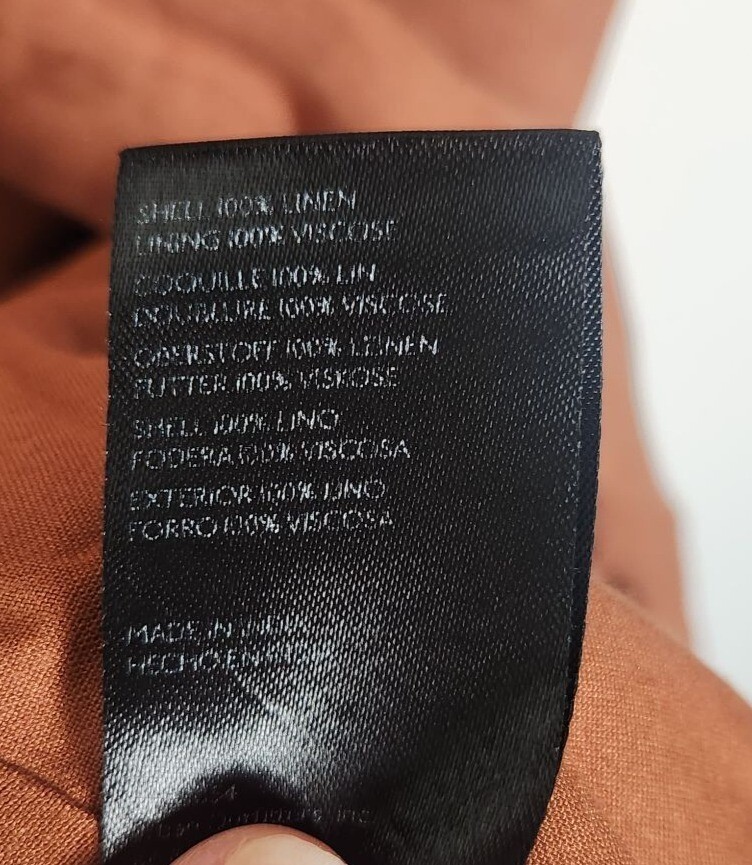 SHELL 100% LINEN
LINING 100% VISCOSE
COQUILLE 100% LIN
DOUBLURE 100% VISCOSE
OBERSTOFF 100% LEINEN
FUTTER 100% VISKOSE
SHELL 100% LINO
FODERA 100% VISCOSA
EXTERIOR 100% LINO
FORRO 100% VISCOSA
MADE IN
HECHO EN